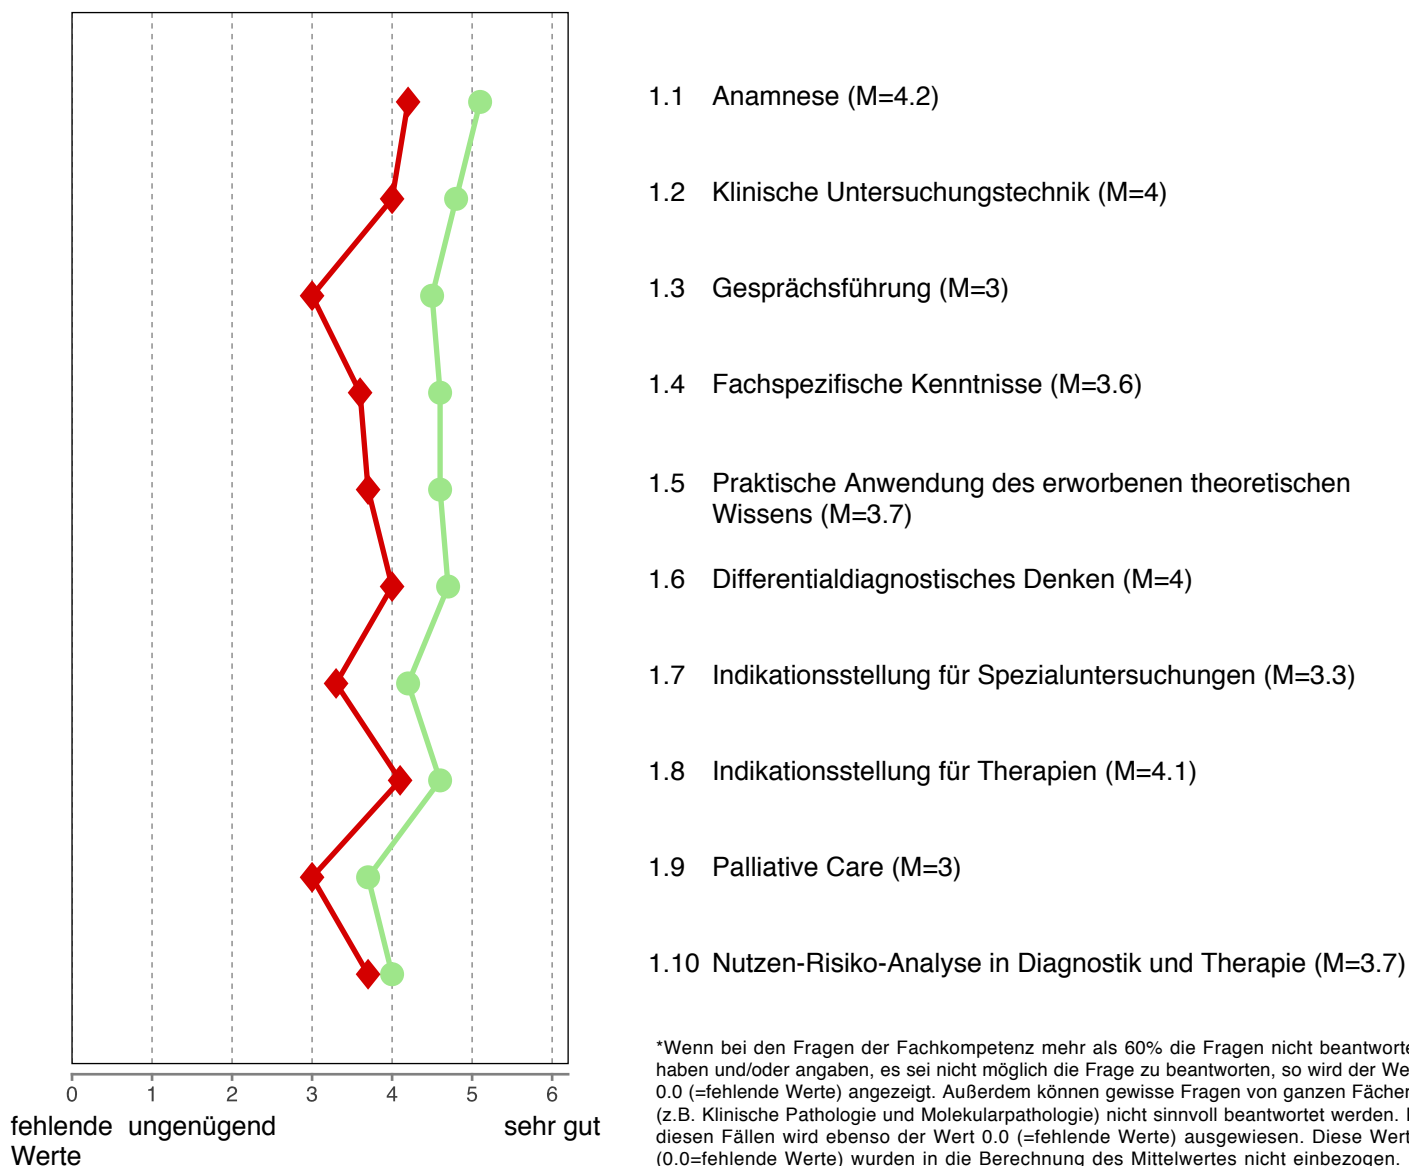 1.1 Anamnese (M=4.2)
1.2 Klinische Untersuchungstechnik (M=4)
1.3 Gesprächsführung (M=3)
1.4 Fachspezifische Kenntnisse (M=3.6)
1.5 Praktische Anwendung des erworbenen theoretischen
Wissens (M=3.7)
1.6 Differentialdiagnostisches Denken (M=4)
1.7 Indikationsstellung für Spezialuntersuchungen (M=3.3)
1.8 Indikationsstellung für Therapien (M=4.1)
1.9 Palliative Care (M=3)
1.10 Nutzen-Risiko-Analyse in Diagnostik und Therapie (M=3.7)
0 1 2 3 4 5 6
fehlende ungenügend sehr gut
Werte
*Wenn bei den Fragen der Fachkompetenz mehr als 60% die Fragen nicht beantworte
haben und/oder angaben, es sei nicht möglich die Frage zu beantworten, so wird der We
0.0 (=fehlende Werte) angezeigt. Außerdem können gewisse Fragen von ganzen Fächer
(z.B. Klinische Pathologie und Molekularpathologie) nicht sinnvoll beantwortet werden.
diesen Fällen wird ebenso der Wert 0.0 (=fehlende Werte) ausgewiesen. Diese Wert
(0.0=fehlende Werte) wurden in die Berechnung des Mittelwertes nicht einbezogen.